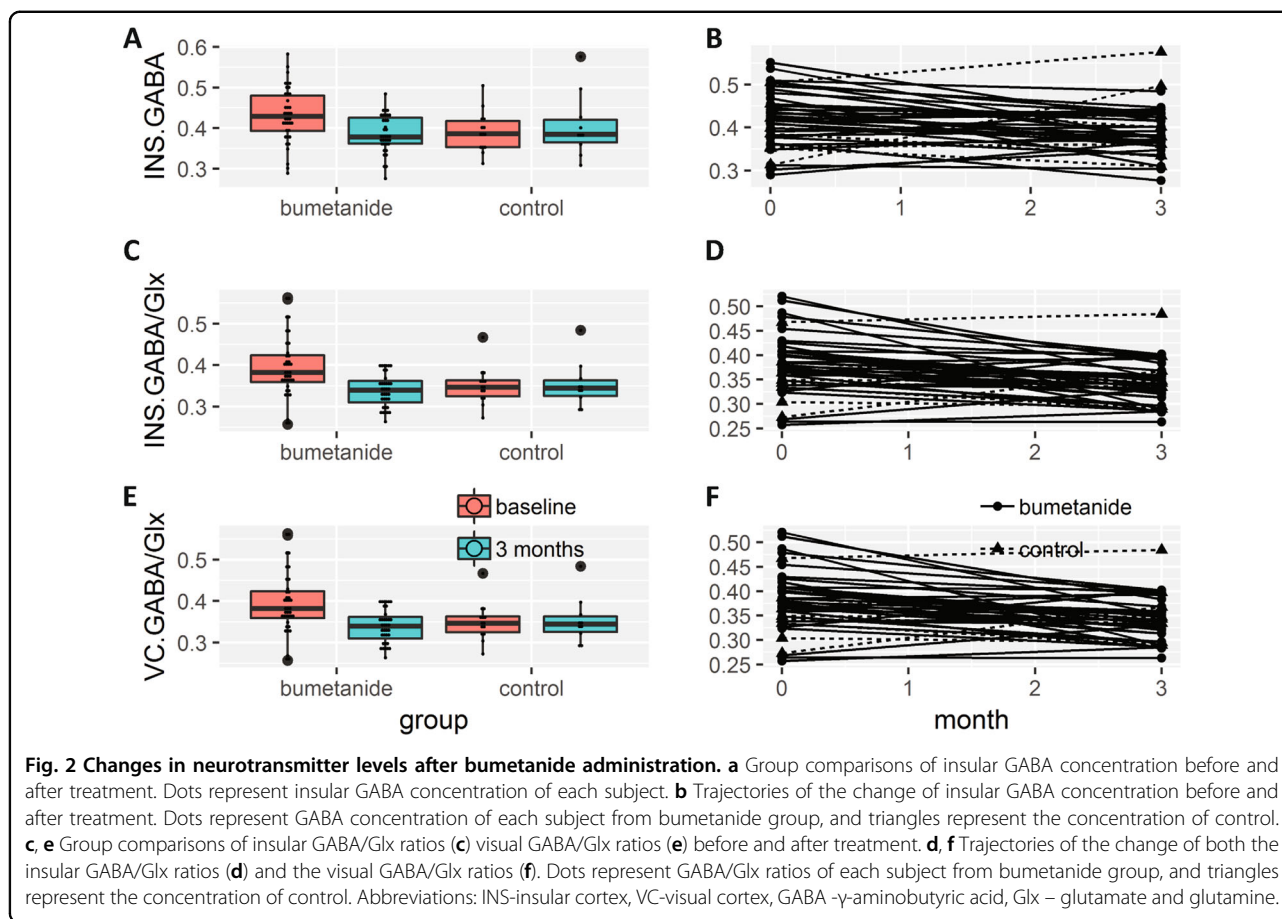 A
B
INS.GABA
0.6
0.5
0.4
0.3
bumetanide control
0.5
0.4
0.3
0 1 2 3
C
D
INS.GABA/Glx
0.5
0.4
0.3
bumetanide control
0.50
0.45
0.40
0.35
0.30
0.25
0 1 2 3
E
F
VC.GABA/Glx
0.5
0.4
0.3
baseline
3 months
bumetanide control
group
bumetanide
control
0.50
0.45
0.40
0.35
0.30
0.25
0 1 2 3
month
Fig. 2 Changes in neurotransmitter levels after bumetanide administration. a Group comparisons of insular GABA concentration before and
after treatment. Dots represent insular GABA concentration of each subject. b Trajectories of the change of insular GABA concentration before and
after treatment. Dots represent GABA concentration of each subject from bumetanide group, and triangles represent the concentration of control.
c, e Group comparisons of insular GABA/Glx ratios (c) visual GABA/Glx ratios (e) before and after treatment. d, f Trajectories of the change of both the
insular GABA/Glx ratios (d) and the visual GABA/Glx ratios (f). Dots represent GABA/Glx ratios of each subject from bumetanide group, and triangles
represent the concentration of control. Abbreviations: INS-insular cortex, VC-visual cortex, GABA -γ-aminobutyric acid, Glx – glutamate and glutamine.